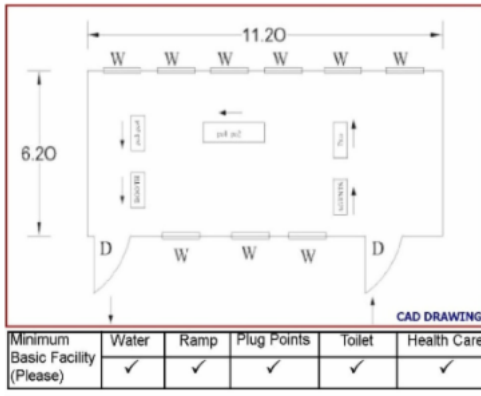 11.20
W W W W W W
6.20
D W W W D
CAD DRAWING
Minimum Basic Facility (Please) Water Ramp Plug Points Toilet Health Care
✓ ✓ ✓ ✓ ✓